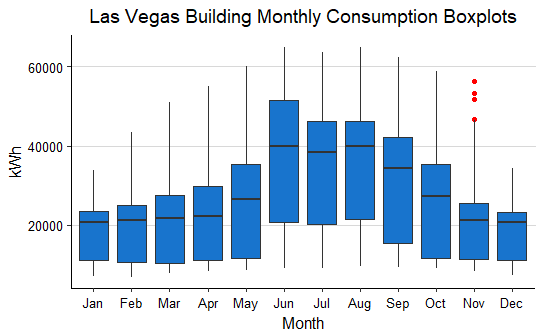 Las Vegas Building Monthly Consumption Boxplots
kWh
60000
40000
20000
Jan Feb Mar Apr May Jun Jul Aug Sep Oct Nov Dec
Month